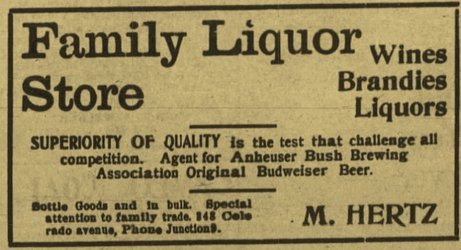 Family Liquor
Store
Wines
Brandies
Liquors
SUPERIORITY OF QUALITY is the test that challenge all
competition. Agent for Anheuser Bush Brewing
Association Original Budweiser Beer.
Bottle Goods and in bulk. Special
attention to family trade. 848 Colo
rado avenue, Phone Junction9.
M. HERTZ